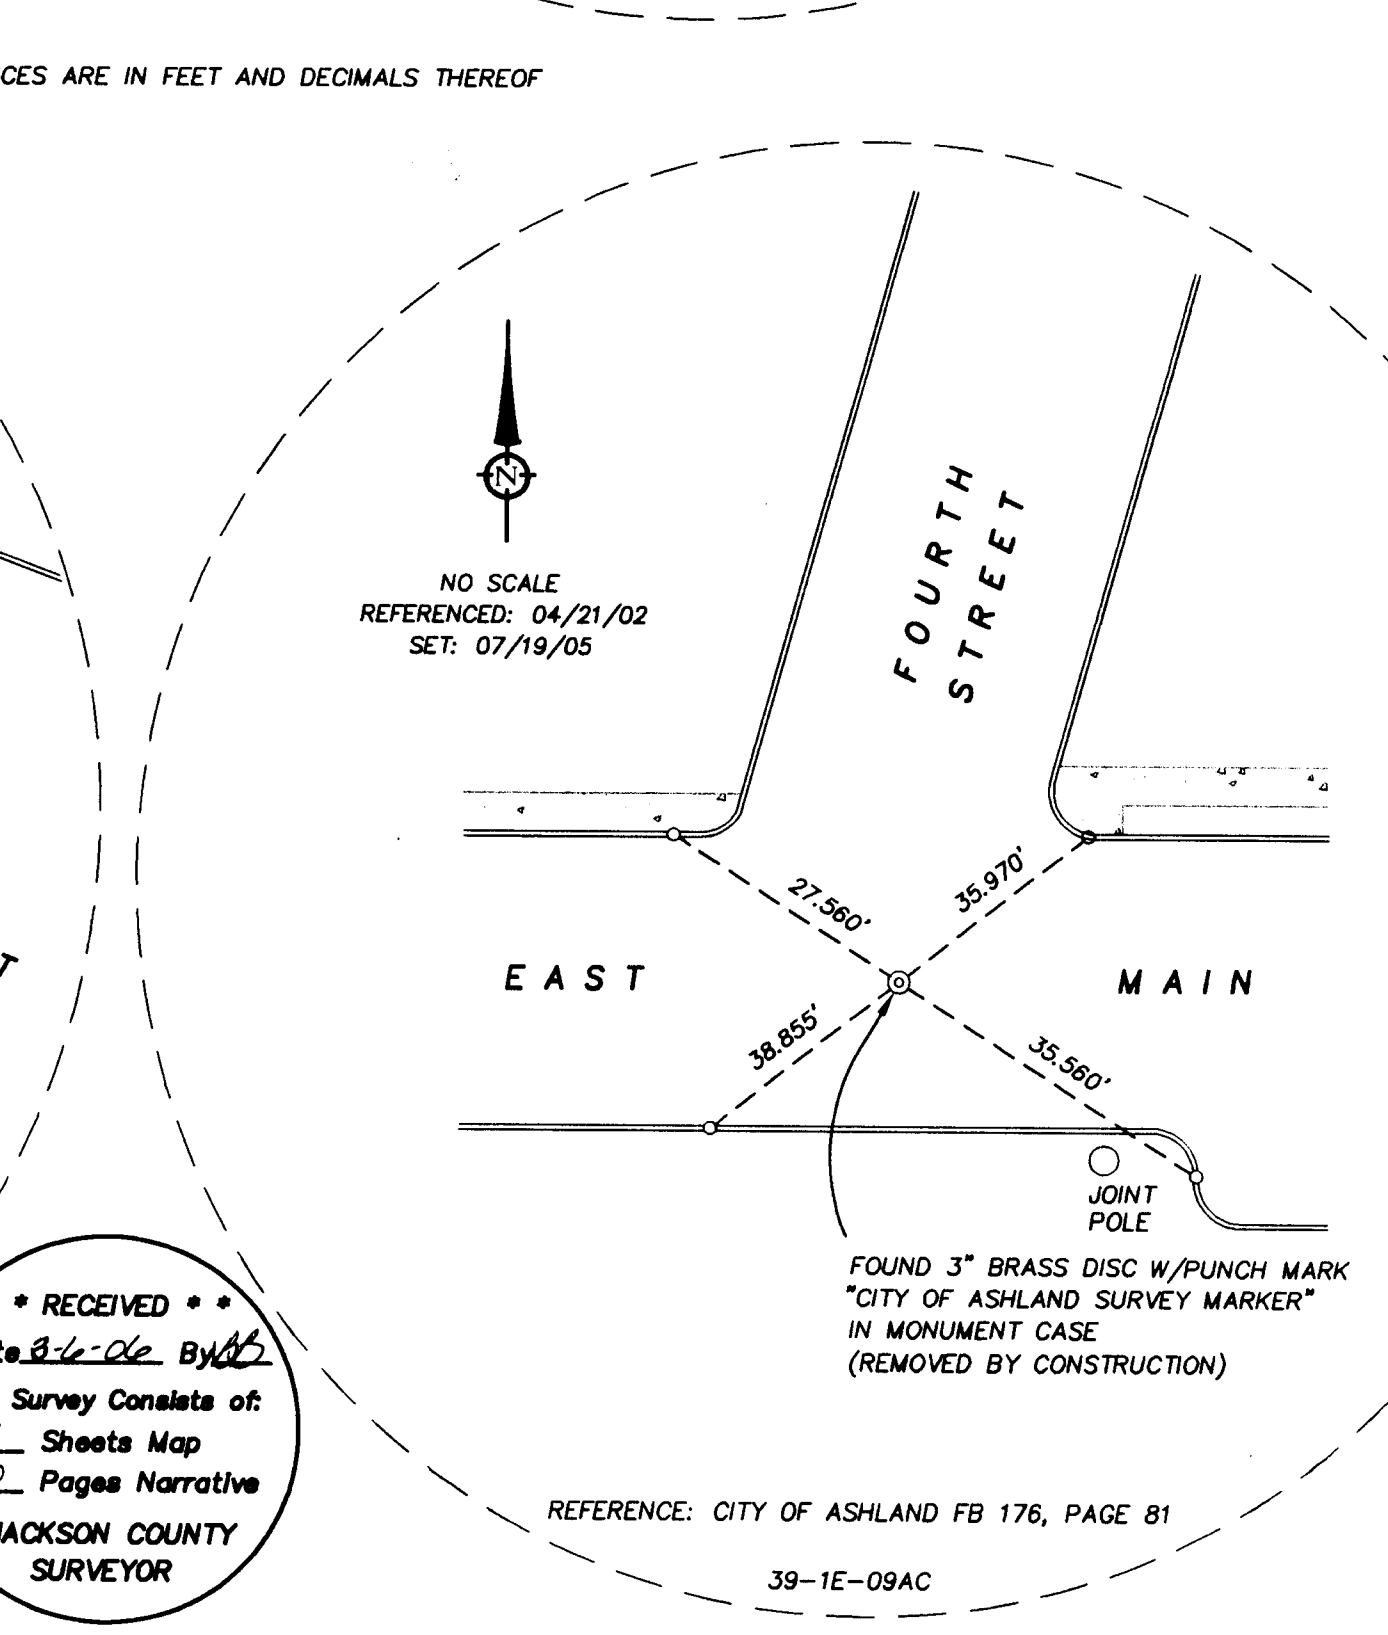 CES ARE IN FEET AND DECIMALS THEREOF
N
NO SCALE
REFERENCED: 04/21/02
SET: 07/19/05
FOURTH
STREET
27.560'
35.970'
EAST
MAIN
38.855'
35.560'
T
JOINT
POLE
FOUND 3" BRASS DISC W/PUNCH MARK
"CITY OF ASHLAND SURVEY MARKER"
IN MONUMENT CASE
(REMOVED BY CONSTRUCTION)
* RECEIVED * *
te 3-6-06 By BB
Survey Consists of:
Sheets Map
Pages Narrative
JACKSON COUNTY
SURVEYOR
REFERENCE: CITY OF ASHLAND FB 176, PAGE 81
39-1E-09AC